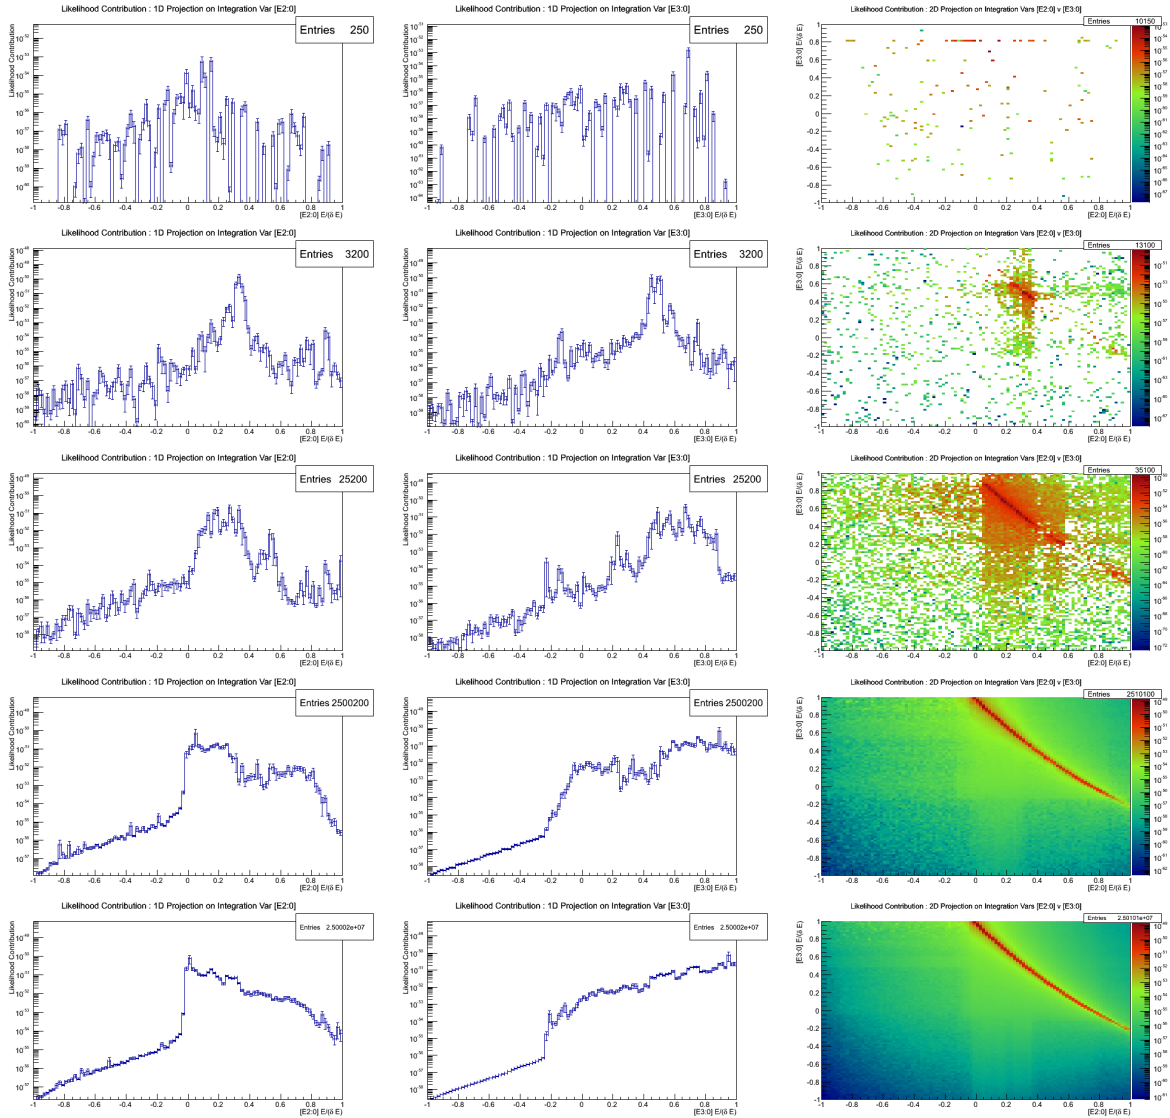 Likelihood Contribution : 1D Projection on Integration Var [E2:0]
Entries 250
Likelihood Contribution
[E2:0] E/(δ E)
Likelihood Contribution : 1D Projection on Integration Var [E3:0]
Entries 250
Likelihood Contribution
[E3:0] E/(δ E)
Likelihood Contribution : 2D Projection on Integration Vars [E2:0] v [E3:0]
Entries 10150
[E3:0] E/(δ E)
[E2:0] E/(δ E)
Likelihood Contribution : 1D Projection on Integration Var [E2:0]
Entries 3200
Likelihood Contribution
[E2:0] E/(δ E)
Likelihood Contribution : 1D Projection on Integration Var [E3:0]
Entries 3200
Likelihood Contribution
[E3:0] E/(δ E)
Likelihood Contribution : 2D Projection on Integration Vars [E2:0] v [E3:0]
Entries 13100
[E3:0] E/(δ E)
[E2:0] E/(δ E)
Likelihood Contribution : 1D Projection on Integration Var [E2:0]
Entries 25200
Likelihood Contribution
[E2:0] E/(δ E)
Likelihood Contribution : 1D Projection on Integration Var [E3:0]
Entries 25200
Likelihood Contribution
[E3:0] E/(δ E)
Likelihood Contribution : 2D Projection on Integration Vars [E2:0] v [E3:0]
Entries 35100
[E3:0] E/(δ E)
[E2:0] E/(δ E)
Likelihood Contribution : 1D Projection on Integration Var [E2:0]
Entries 2500200
Likelihood Contribution
[E2:0] E/(δ E)
Likelihood Contribution : 1D Projection on Integration Var [E3:0]
Entries 2500200
Likelihood Contribution
[E3:0] E/(δ E)
Likelihood Contribution : 2D Projection on Integration Vars [E2:0] v [E3:0]
Entries 2510100
[E3:0] E/(δ E)
[E2:0] E/(δ E)
Likelihood Contribution : 1D Projection on Integration Var [E2:0]
Entries 2.50002e+07
Likelihood Contribution
[E2:0] E/(δ E)
Likelihood Contribution : 1D Projection on Integration Var [E3:0]
Entries 2.50002e+07
Likelihood Contribution
[E3:0] E/(δ E)
Likelihood Contribution : 2D Projection on Integration Vars [E2:0] v [E3:0]
Entries 2.50101e+07
[E3:0] E/(δ E)
[E2:0] E/(δ E)